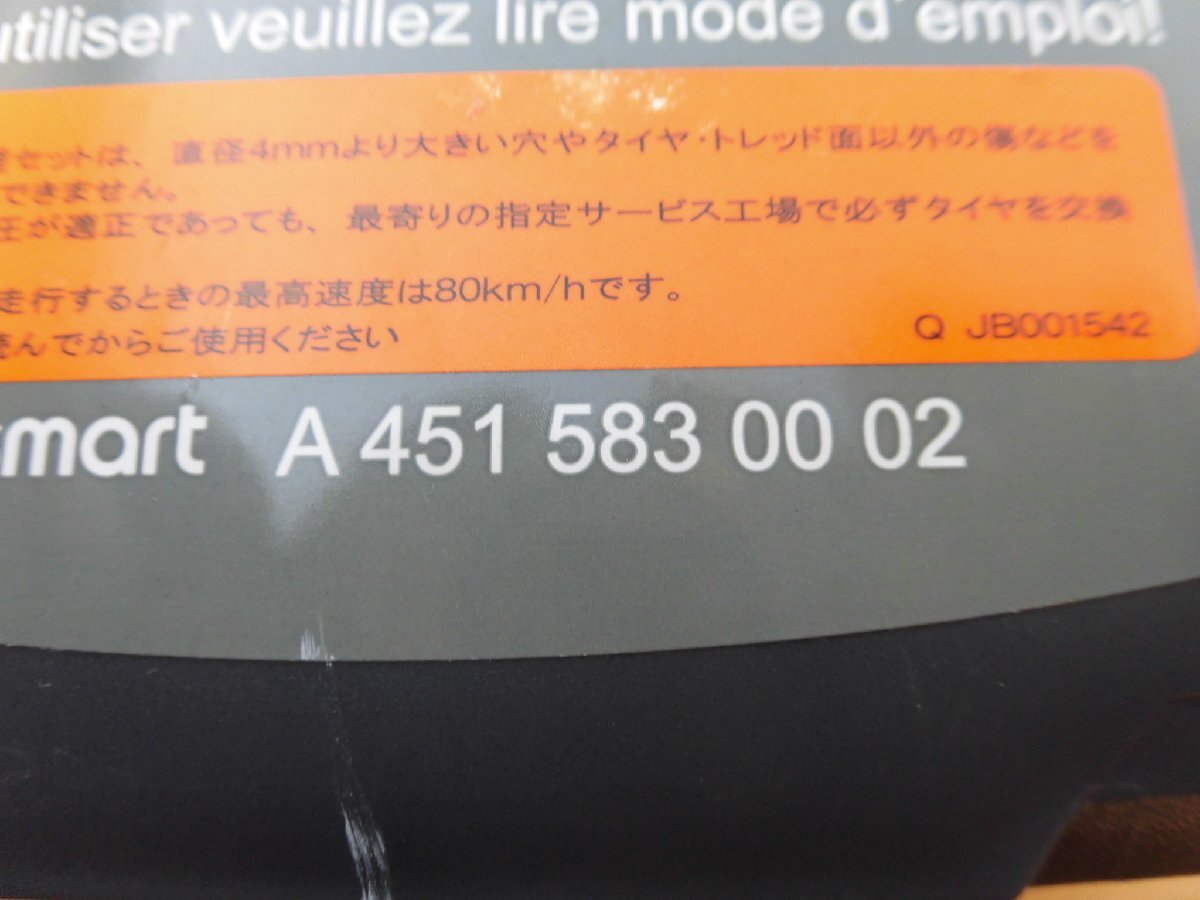 utiliser veuillez lire mode d'emploi!
セットは、直径4mmより大きい穴やタイヤ・トレッド面以外の傷などを
できません。
圧が適正であっても、最寄りの指定サービス工場で必ずタイヤを交換
走行するときの最高速度は80km/hです。
読んでからご使用ください
Q JB001542
smart A 451 583 00 02